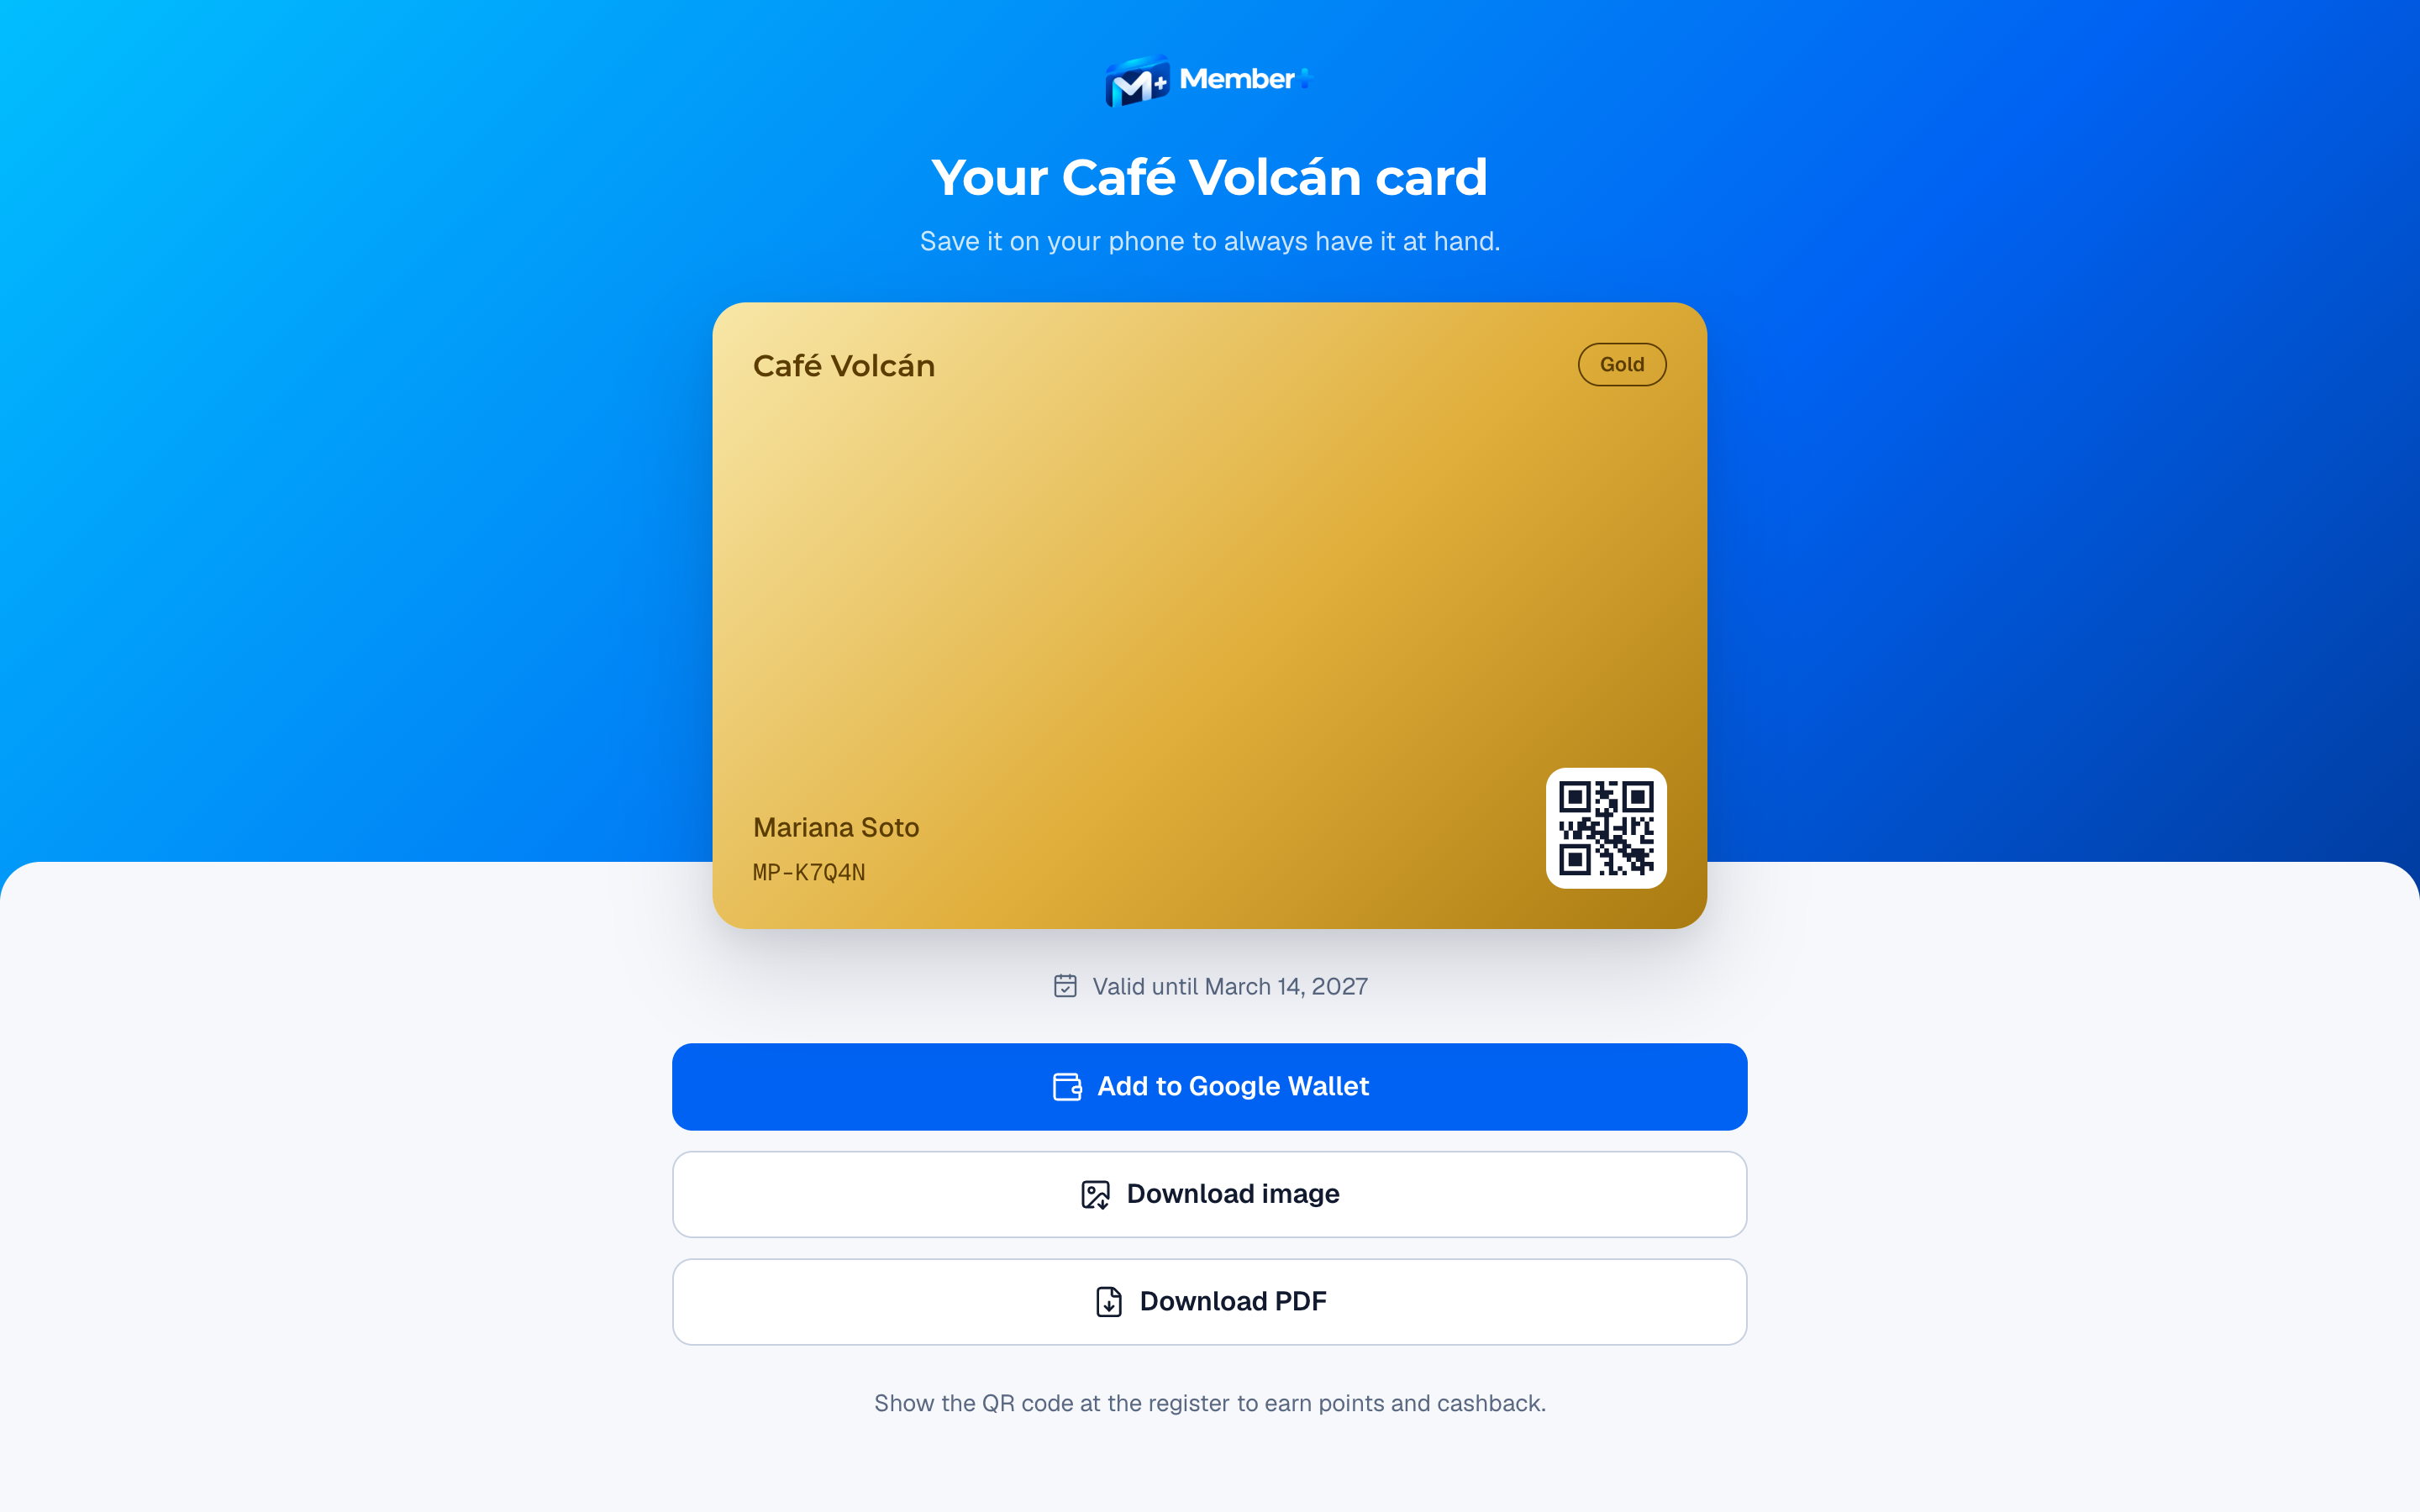 M+ Member+
Your Café Volcán card
Save it on your phone to always have it at hand.
Café Volcán
Gold
Mariana Soto
MP-K7Q4N
Valid until March 14, 2027
Add to Google Wallet
Download image
Download PDF
Show the QR code at the register to earn points and cashback.